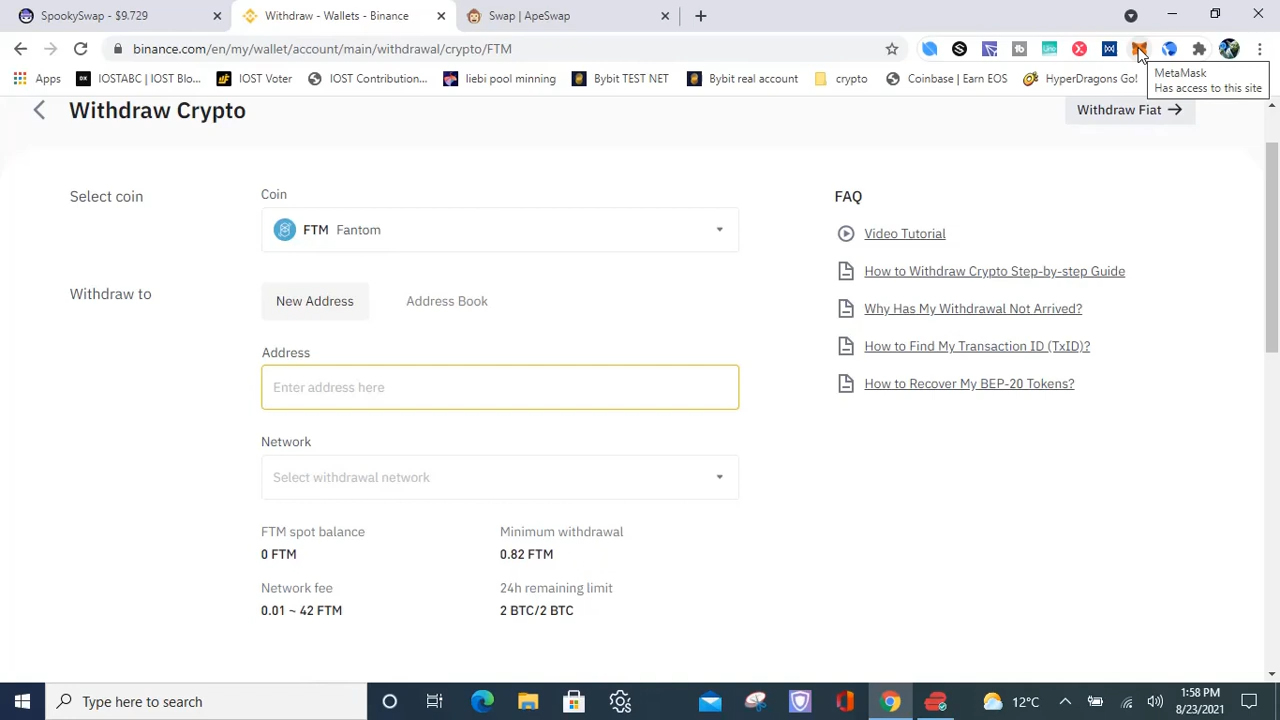 SpookySwap - $9.729
Withdraw - Wallets - Binance
Swap | ApeSwap
binance.com/en/my/wallet/account/main/withdrawal/crypto/FTM
Apps
IOSTABC | IOST Bloc...
IOST Voter
IOST Contribution...
liebi pool minning
Bybit TEST NET
Bybit real account
crypto
Coinbase | Earn EOS
HyperDragons Go!
MetaMask
Has access to this site
Withdraw Crypto
Withdraw Fiat
Select coin
Coin
FTM Fantom
Withdraw to
New Address
Address Book
Address
Enter address here
Network
Select withdrawal network
FTM spot balance
0 FTM
Minimum withdrawal
0.82 FTM
Network fee
0.01 ~ 42 FTM
24h remaining limit
2 BTC/2 BTC
FAQ
Video Tutorial
How to Withdraw Crypto Step-by-step Guide
Why Has My Withdrawal Not Arrived?
How to Find My Transaction ID (TxID)?
How to Recover My BEP-20 Tokens?
Type here to search
12°C
1:58 PM
8/23/2021